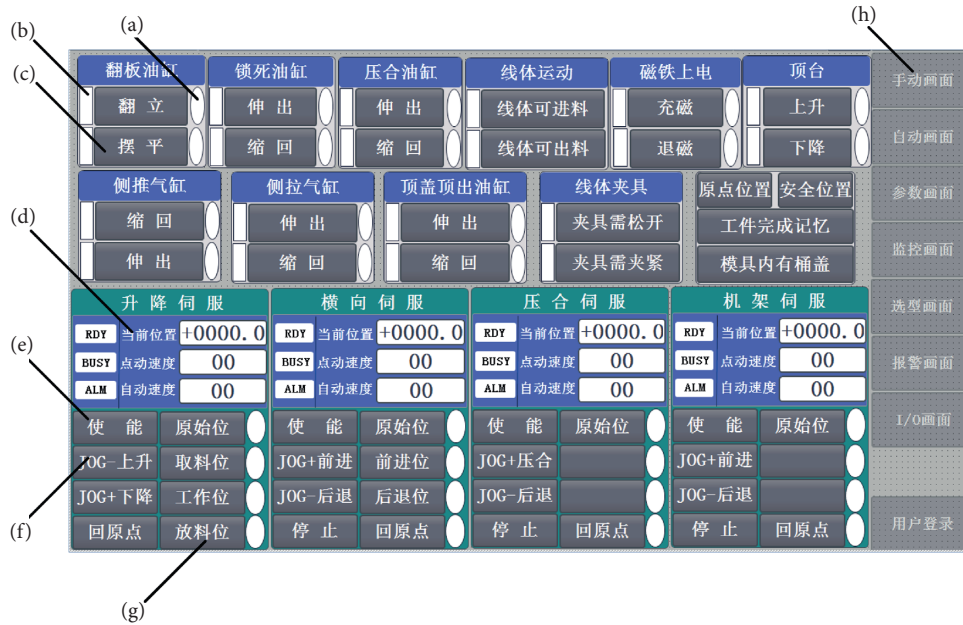 (a)
(h)
(b)
(c)
翻板油缸 锁死油缸 压合油缸 线体运动 磁铁上电 顶台
手动画面
翻 立 伸 出 伸 出 线体可进料 充磁 上升
自动画面
摆 平 缩 回 缩 回 线体可出料 退磁 下降
侧推气缸 侧拉气缸 顶盖顶出油缸 线体夹具 原点位置 安全位置
参数画面
(d)
缩 回 伸 出 伸 出 夹具需松开 工件完成记忆
监控画面
伸 出 缩 回 缩 回 夹具需夹紧 模具内有桶盖
升 降 伺 服 横 向 伺 服 压 合 伺 服 机 架 伺 服
选型画面
RDY 当前位置 +0000.0 RDY 当前位置 +0000.0 RDY 当前位置 +0000.0 RDY 当前位置 +0000.0
(e)
BUSY 点动速度 00 BUSY 点动速度 00 BUSY 点动速度 00 BUSY 点动速度 00
报警画面
ALM 自动速度 00 ALM 自动速度 00 ALM 自动速度 00 ALM 自动速度 00
使 能 原始位 使 能 原始位 使 能 原始位 使 能 原始位
I/O画面
JOG-上升 取料位 JOG+前进 前进位 JOG+压合 JOG+前进
JOG+下降 工作位 JOG-后退 后退位 JOG-后退 JOG-后退
(f)
回原点 放料位 停 止 回原点 停 止 回原点 停 止 回原点
用户登录
(g)